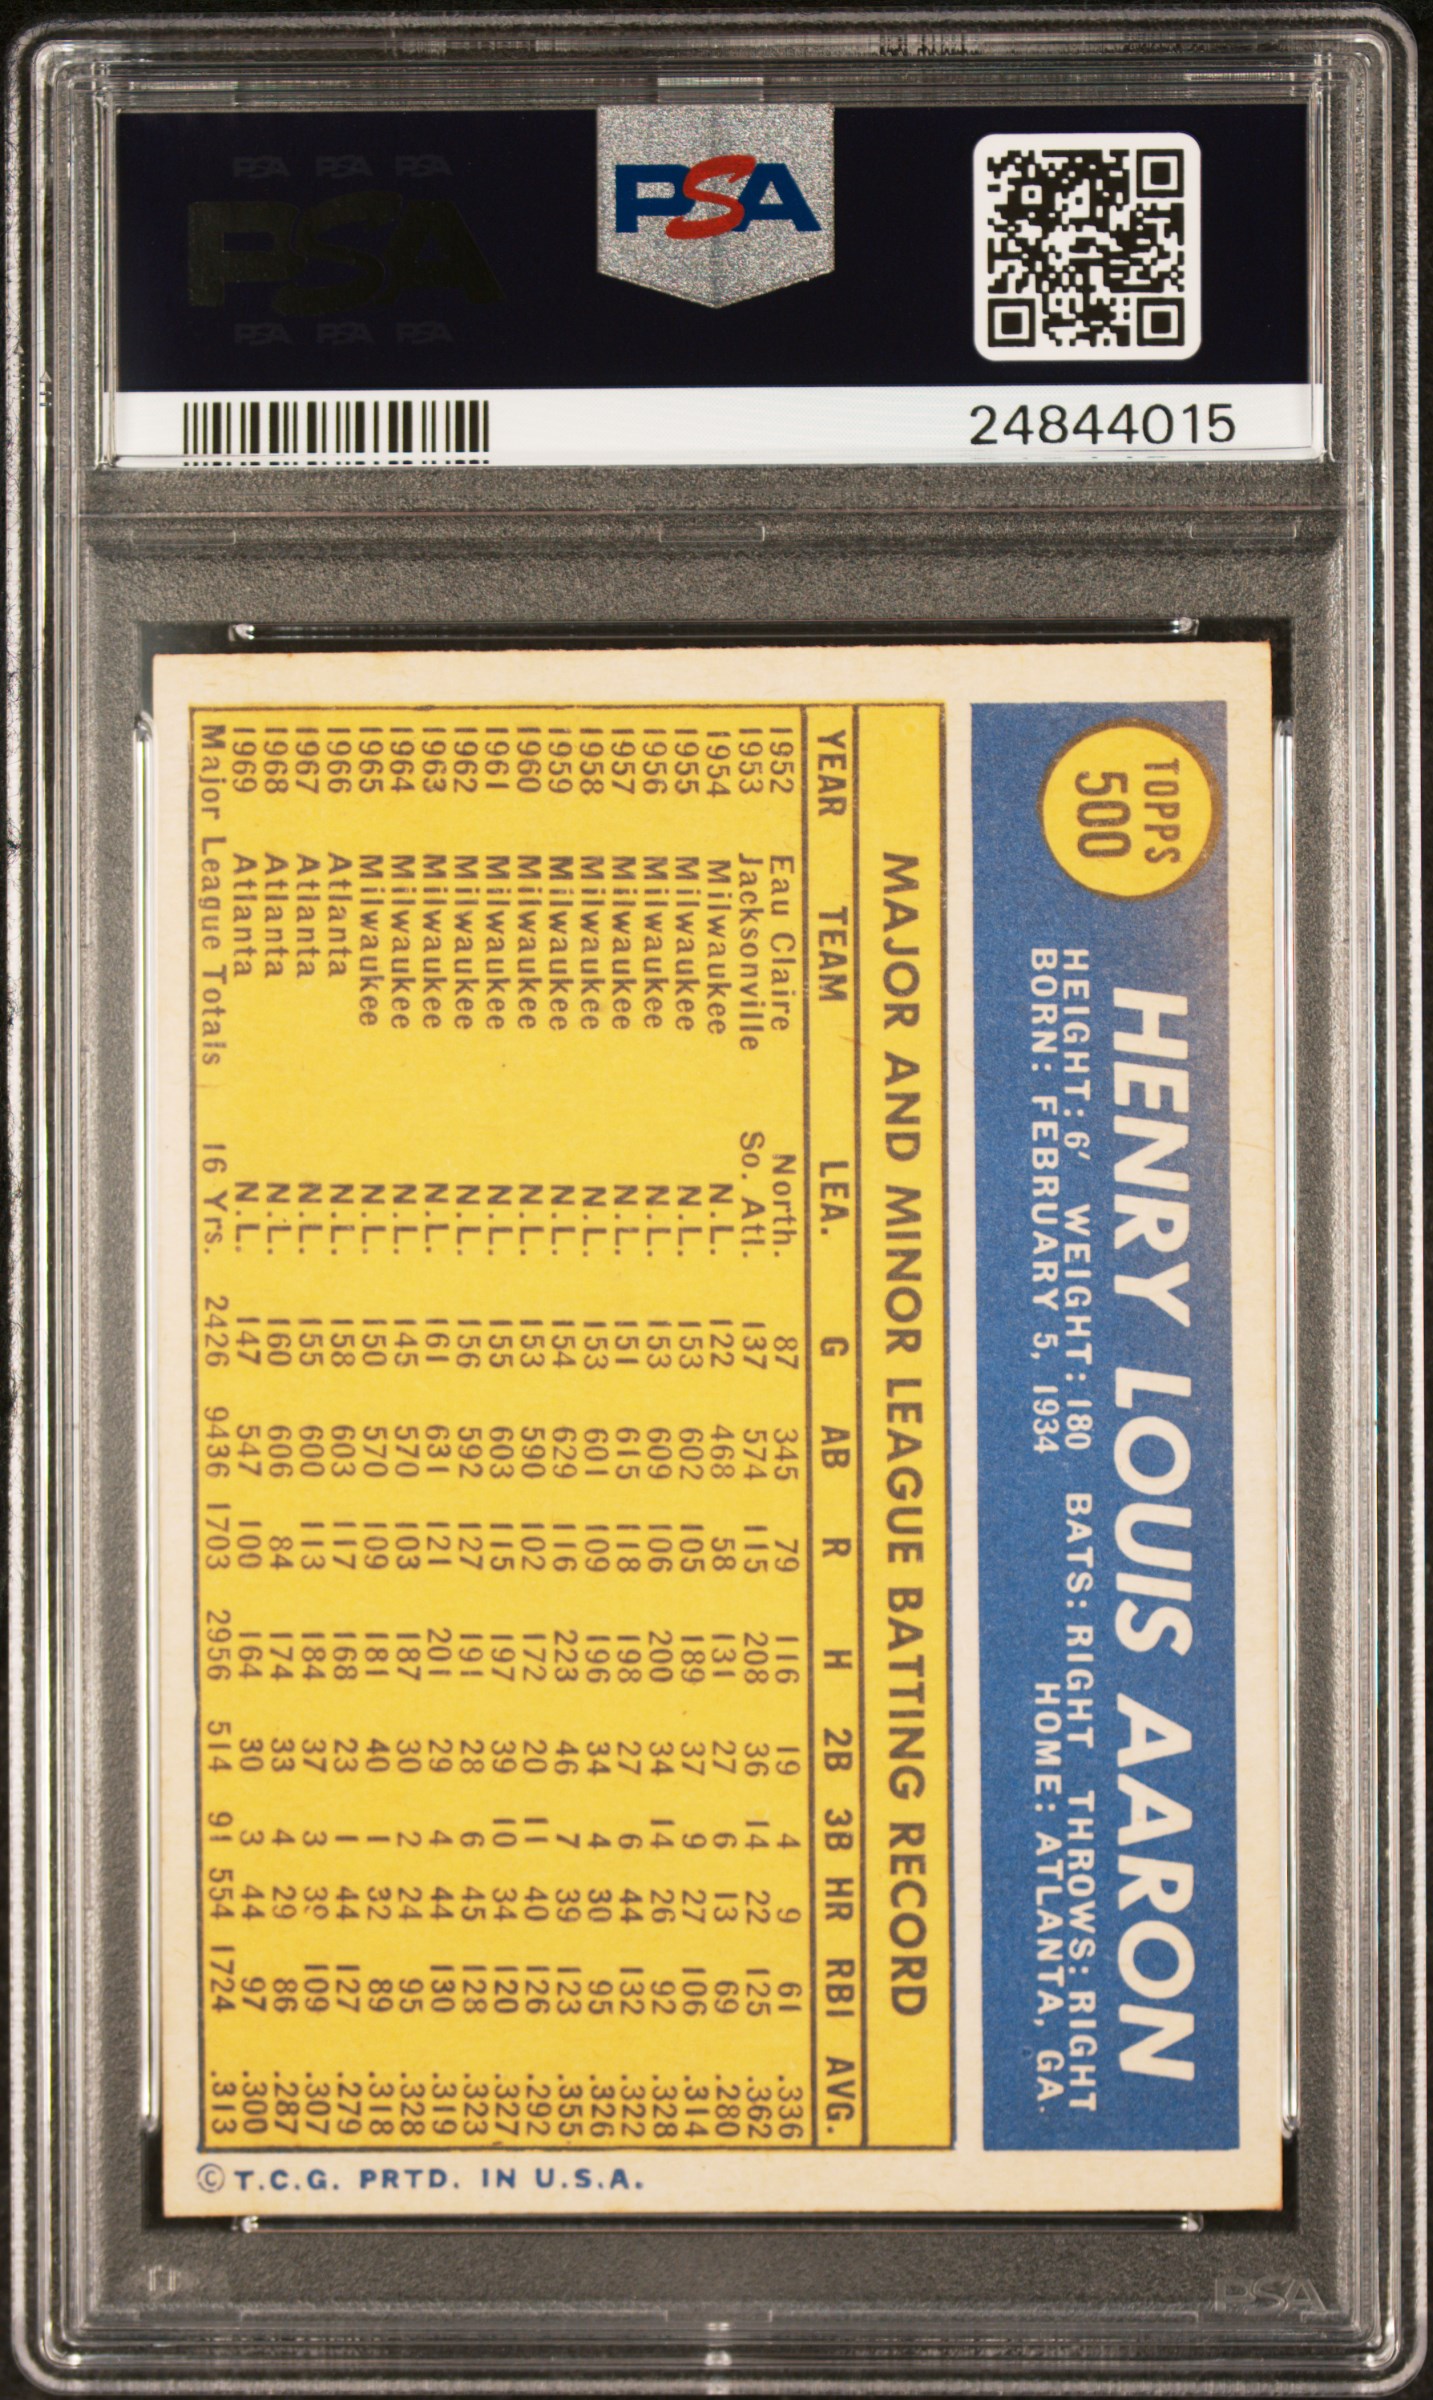 PSA PSA PSA
PSA
PSA PSA PSA
PSA
24844015
TOPPS
500
HENRY LOUIS AARON
HEIGHT: 6' WEIGHT: 180 BATS: RIGHT THROWS: RIGHT
BORN: FEBRUARY 5, 1934 HOME: ATLANTA, GA.
MAJOR AND MINOR LEAGUE BATTING RECORD
YEAR TEAM LEA. G AB R H 2B 3B HR RBI AVG.
1952 Eau Claire North. 87 345 79 116 19 4 9 61 .336
1953 Jacksonville So. Atl. 137 574 115 208 36 14 22 125 .362
1954 Milwaukee N.L. 122 468 58 131 27 6 13 69 .280
1955 Milwaukee N.L. 153 602 105 189 37 9 27 106 .314
1956 Milwaukee N.L. 153 609 106 200 34 14 26 92 .328
1957 Milwaukee N.L. 151 615 118 198 27 6 44 132 .322
1958 Milwaukee N.L. 153 601 109 196 34 4 30 95 .326
1959 Milwaukee N.L. 154 629 116 223 46 7 39 123 .355
1960 Milwaukee N.L. 153 590 102 172 20 11 40 126 .292
1961 Milwaukee N.L. 155 603 115 197 39 10 34 120 .327
1962 Milwaukee N.L. 156 592 127 191 28 6 45 128 .323
1963 Milwaukee N.L. 161 631 121 201 29 4 44 130 .319
1964 Milwaukee N.L. 145 570 103 187 30 2 24 95 .328
1965 Milwaukee N.L. 150 570 109 181 40 1 32 89 .318
1966 Atlanta N.L. 158 603 117 168 23 1 44 127 .279
1967 Atlanta N.L. 155 600 113 184 37 3 39 109 .307
1968 Atlanta N.L. 160 606 84 174 33 4 29 86 .287
1969 Atlanta N.L. 147 547 100 164 30 3 44 97 .300
Major League Totals 16 Yrs. 2426 9436 1703 2956 514 91 554 1724 .313
© T.C.G. PRTD. IN U.S.A.
PSA